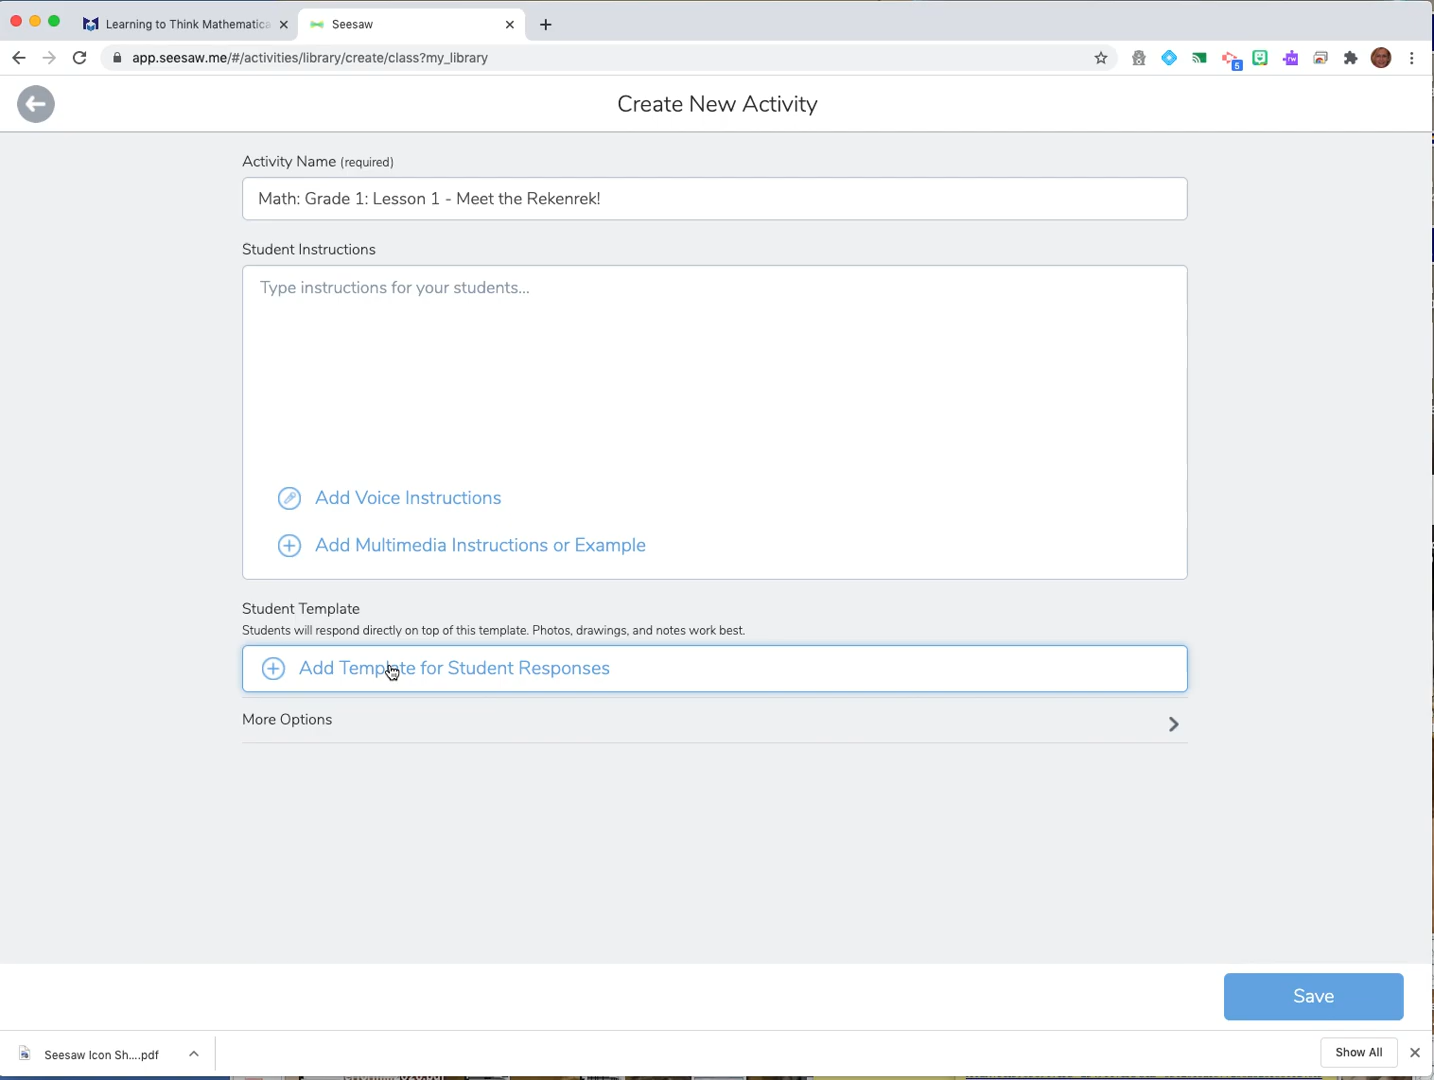 Learning to Think Mathematica
Seesaw
app.seesaw.me/#/activities/library/create/class?my_library
5
rw
Create New Activity
Activity Name (required)
Math: Grade 1: Lesson 1 - Meet the Rekenrek!
Student Instructions
Type instructions for your students...
Add Voice Instructions
Add Multimedia Instructions or Example
Student Template
Students will respond directly on top of this template. Photos, drawings, and notes work best.
Add Template for Student Responses
More Options
Save
Seesaw Icon Sh....pdf
Show All